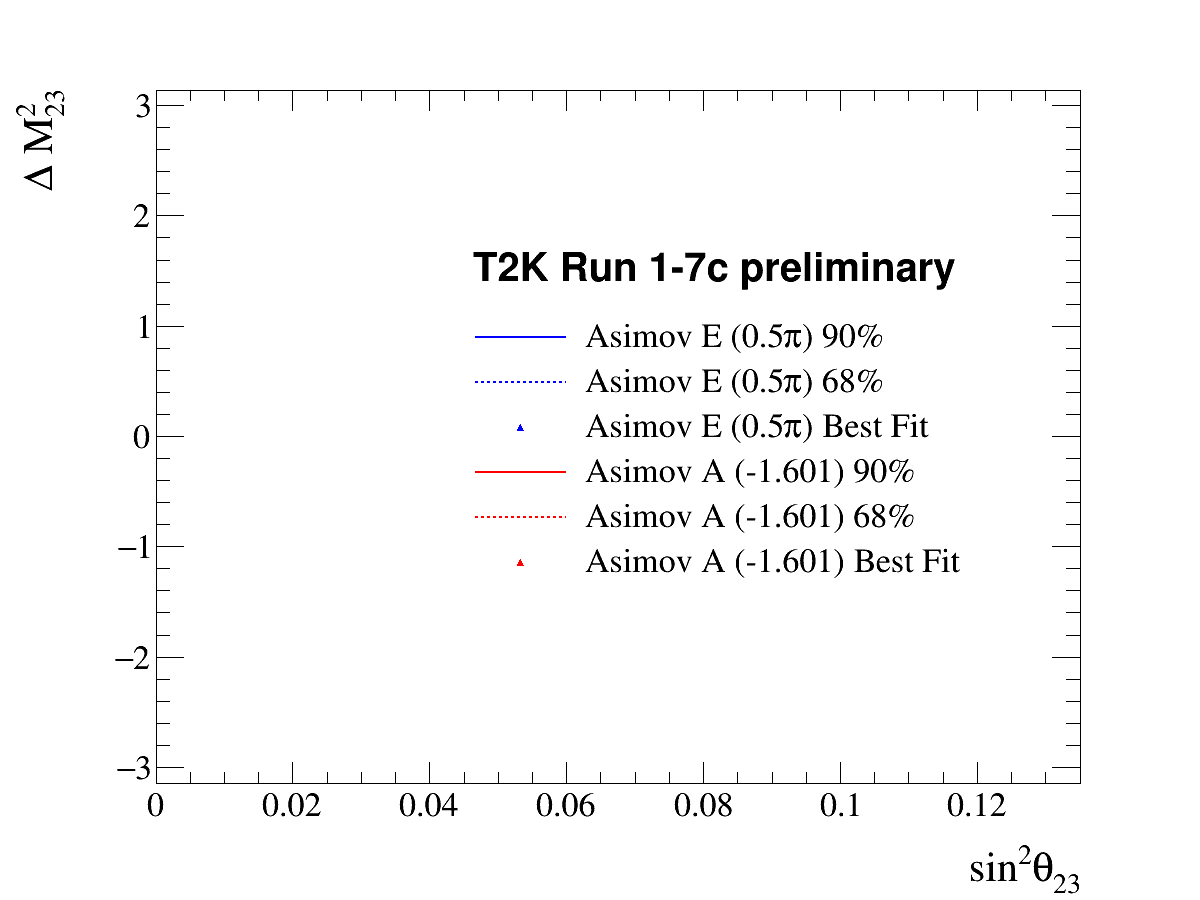 Δ M²₂₃
3
2
1
0
−1
−2
−3
T2K Run 1-7c preliminary
Asimov E (0.5π) 90%
Asimov E (0.5π) 68%
Asimov E (0.5π) Best Fit
Asimov A (-1.601) 90%
Asimov A (-1.601) 68%
Asimov A (-1.601) Best Fit
0 0.02 0.04 0.06 0.08 0.1 0.12
sin²θ₂₃